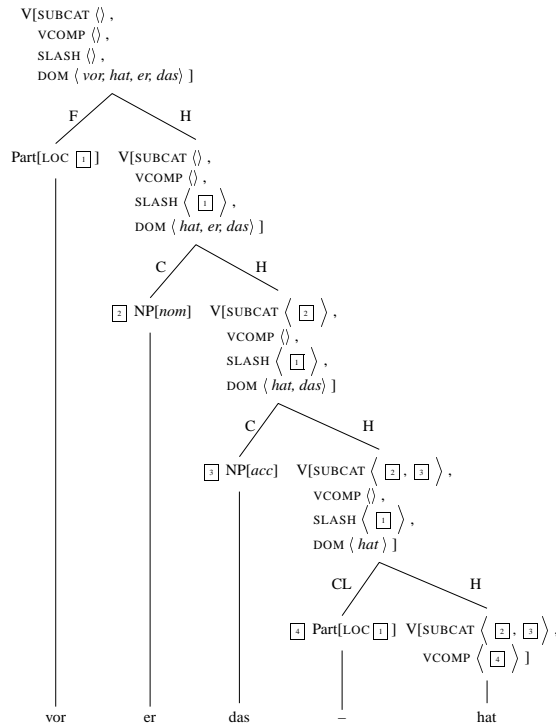 V[SUBCAT ⟨⟩,
VCOMP ⟨⟩,
SLASH ⟨⟩,
DOM ⟨ vor, hat, er, das⟩ ]
F H
Part[LOC 1 ] V[SUBCAT ⟨⟩,
VCOMP ⟨⟩,
SLASH ⟨ 1 ⟩,
DOM ⟨ hat, er, das⟩ ]
C H
2 NP[nom] V[SUBCAT ⟨ 2 ⟩,
VCOMP ⟨⟩,
SLASH ⟨ 1 ⟩,
DOM ⟨ hat, das⟩ ]
C H
3 NP[acc] V[SUBCAT ⟨ 2 , 3 ⟩,
VCOMP ⟨⟩,
SLASH ⟨ 1 ⟩,
DOM ⟨ hat ⟩ ]
CL H
4 Part[LOC 1 ] V[SUBCAT ⟨ 2 , 3 ⟩,
VCOMP ⟨ 4 ⟩ ]
vor er das – hat